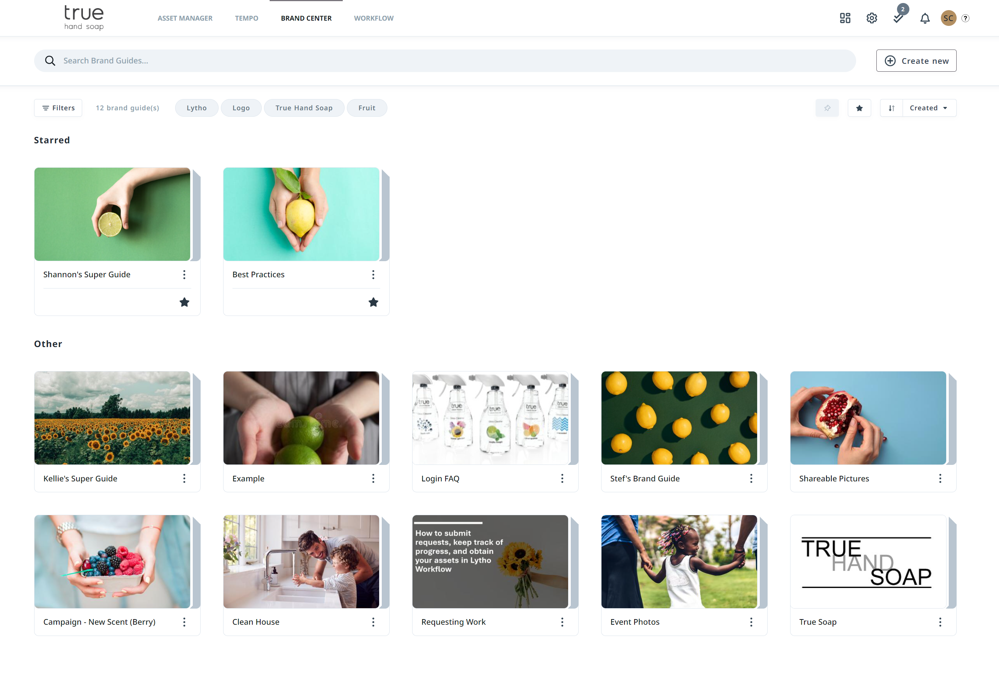 true
hand soap
ASSET MANAGER
TEMPO
BRAND CENTER
WORKFLOW
2
SC
?
Search Brand Guides...
Create new
Filters
12 brand guide(s)
Lytho
Logo
True Hand Soap
Fruit
Created
Starred
Shannon's Super Guide
Best Practices
Other
true
true
true
true
true
Kellie's Super Guide
Example
Login FAQ
Stef's Brand Guide
Shareable Pictures
How to submit
requests, keep track of
progress, and obtain
your assets in Lytho
Workflow
TRUE
HAND
SOAP
Campaign - New Scent (Berry)
Clean House
Requesting Work
Event Photos
True Soap